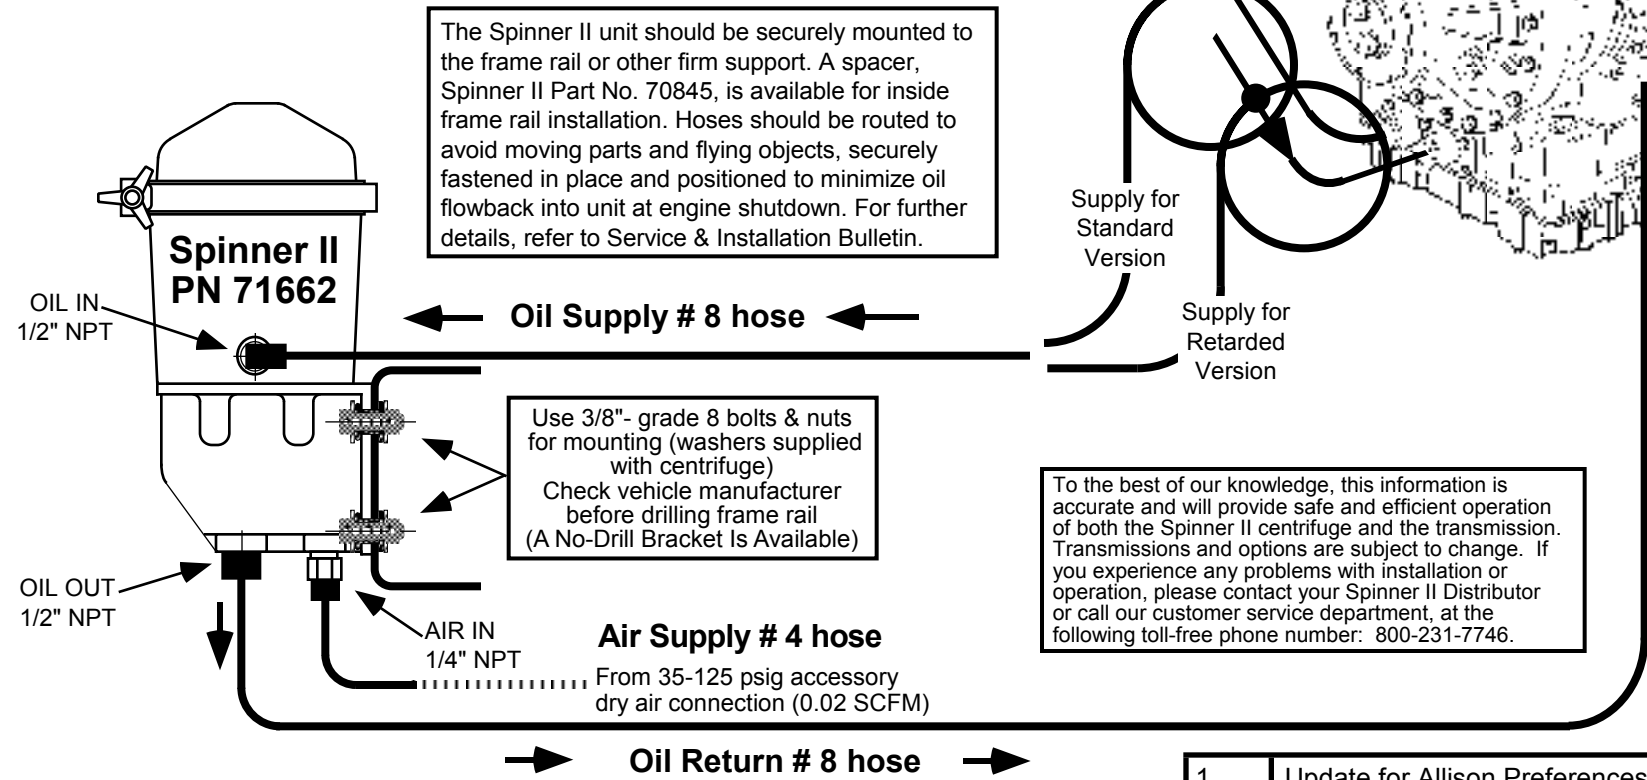 The Spinner II unit should be securely mounted to
the frame rail or other firm support. A spacer,
Spinner II Part No. 70845, is available for inside
frame rail installation. Hoses should be routed to
avoid moving parts and flying objects, securely
fastened in place and positioned to minimize oil
flowback into unit at engine shutdown. For further
details, refer to Service & Installation Bulletin.
Supply for
Standard
Version
Spinner II
PN 71662
OIL IN
1/2" NPT
Oil Supply # 8 hose
Supply for
Retarded
Version
Use 3/8"- grade 8 bolts & nuts
for mounting (washers supplied
with centrifuge)
Check vehicle manufacturer
before drilling frame rail
(A No-Drill Bracket Is Available)
To the best of our knowledge, this information is
accurate and will provide safe and efficient operation
of both the Spinner II centrifuge and the transmission.
Transmissions and options are subject to change.  If
you experience any problems with installation or
operation, please contact your Spinner II Distributor
or call our customer service department, at the
following toll-free phone number:  800-231-7746.
OIL OUT
1/2" NPT
AIR IN
1/4" NPT
Air Supply # 4 hose
From 35-125 psig accessory
dry air connection (0.02 SCFM)
Oil Return # 8 hose
1 Update for Allison Preferences